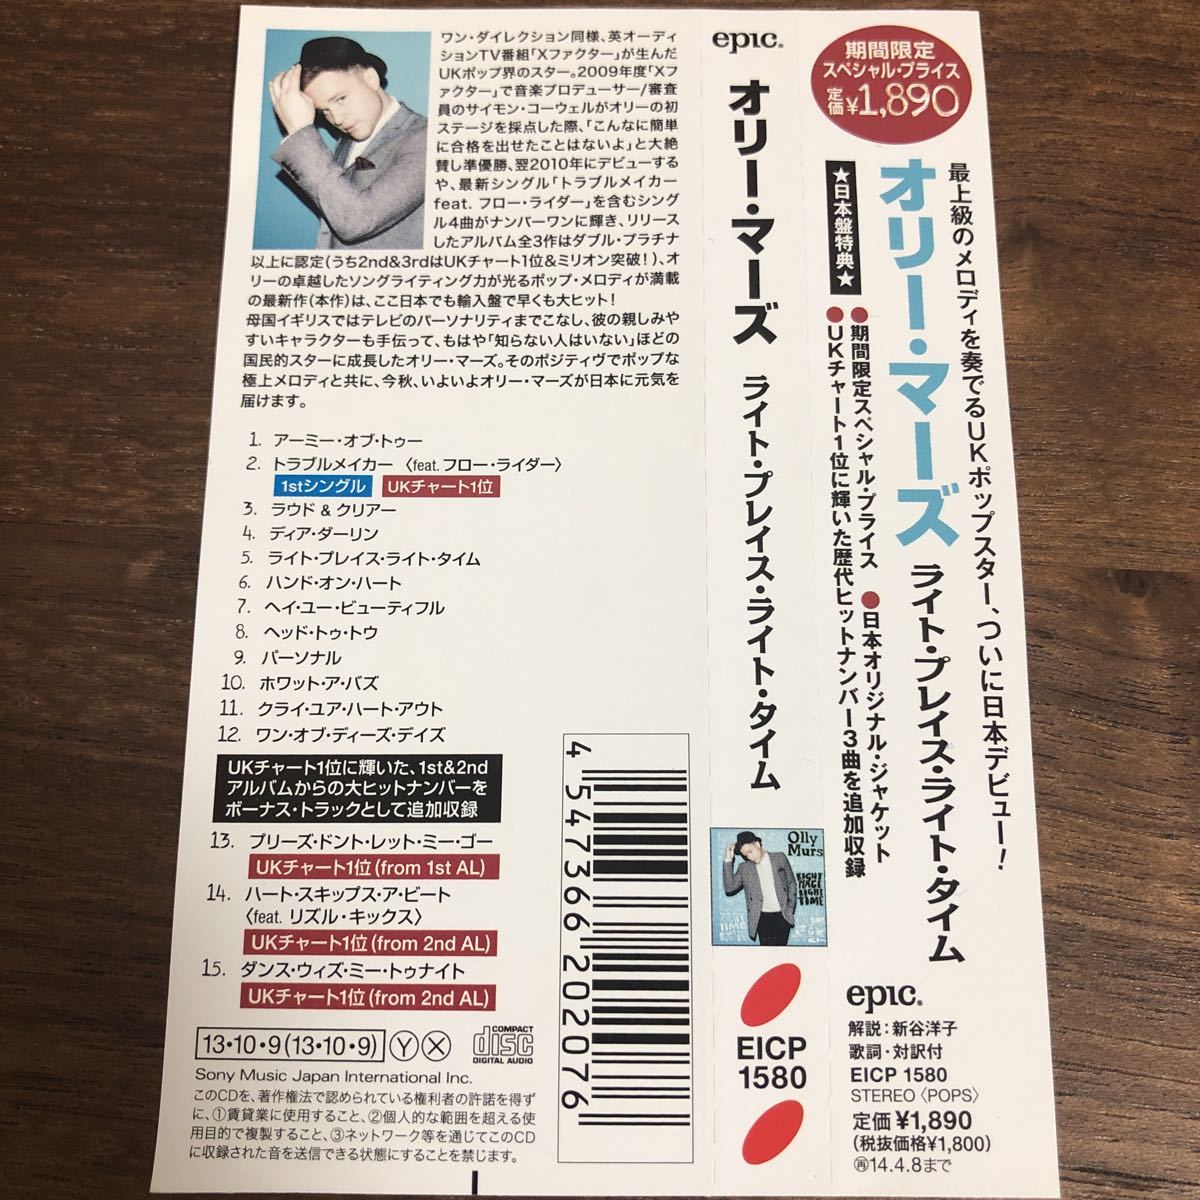 ワン・ダイレクション同様、英オーディ
ションTV番組「Xファクター」が生んだ
UKポップ界のスター。2009年度「Xフ
ァクター」で音楽プロデューサー/審査
員のサイモン・コーウェルがオリーの初
ステージを採点した際、「こんなに簡単
に合格を出せたことはないよ」と大絶
賛し準優勝、翌2010年にデビューする
や、最新シングル「トラブルメイカー
feat. フロー・ライダー」を含むシング
ル4曲がナンバーワンに輝き、リリース
したアルバム全3作はダブル・プラチナ
以上に認定(うち2nd&3rdはUKチャート1位&ミリオン突破!)、オ
リーの卓越したソングライティング力が光るポップ・メロディが満載
の最新作(本作)は、ここ日本でも輸入盤で早くも大ヒット!
母国イギリスではテレビのパーソナリティまでこなし、彼の親しみや
すいキャラクターも手伝って、もはや「知らない人はいない」ほどの
国民的スターに成長したオリー・マーズ。そのポジティヴでポップな
極上メロディと共に、今秋、いよいよオリー・マーズが日本に元気を
届けます。
1. アーミー・オブ・トゥー
2. トラブルメイカー 〈feat. フロー・ライダー〉
1stシングル UKチャート1位
3. ラウド & クリアー
4. ディア・ダーリン
5. ライト・プレイス・ライト・タイム
6. ハンド・オン・ハート
7. ヘイ・ユー・ビューティフル
8. ヘッド・トゥ・トウ
9. パーソナル
10. ホワット・ア・バズ
11. クライ・ユア・ハート・アウト
12. ワン・オブ・ディーズ・デイズ
UKチャート1位に輝いた、1st&2nd
アルバムからの大ヒットナンバーを
ボーナス・トラックとして追加収録
13. プリーズ・ドント・レット・ミー・ゴー
UKチャート1位(from 1st AL)
14. ハート・スキップス・ア・ビート
〈feat. リズル・キックス〉
UKチャート1位(from 2nd AL)
15. ダンス・ウィズ・ミー・トゥナイト
UKチャート1位(from 2nd AL)
13・10・9(13・10・9) Ⓨ Ⓧ
COMPACT
disc
DIGITAL AUDIO
Sony Music Japan International Inc.
このCDを、著作権法で認められている権利者の許諾を得ず
に、①賃貸業に使用すること、②個人的な範囲を超える使
用目的で複製すること、③ネットワーク等を通じてこのCD
に収録された音を送信できる状態にすることを禁じます。
4547366202076
epic.
オリー・マーズ ライト・プレイス・ライト・タイム
Olly
Murs
RIGHT
PLACE
RIGHT
TIME
EICP
1580
期間限定
スペシャル・プライス
定価¥1,890
最上級のメロディを奏でるUKポップスター、ついに日本デビュー!
オリー・マーズ ライト・プレイス・ライト・タイム
★日本盤特典★
●期間限定スペシャル・プライス ●日本オリジナル・ジャケット
●UKチャート1位に輝いた歴代ヒットナンバー3曲を追加収録
epic.
解説:新谷洋子
歌詞・対訳付
EICP 1580
STEREO 〈POPS〉
定価 ¥1,890
(税抜価格¥1,800)
㊢14.4.8まで